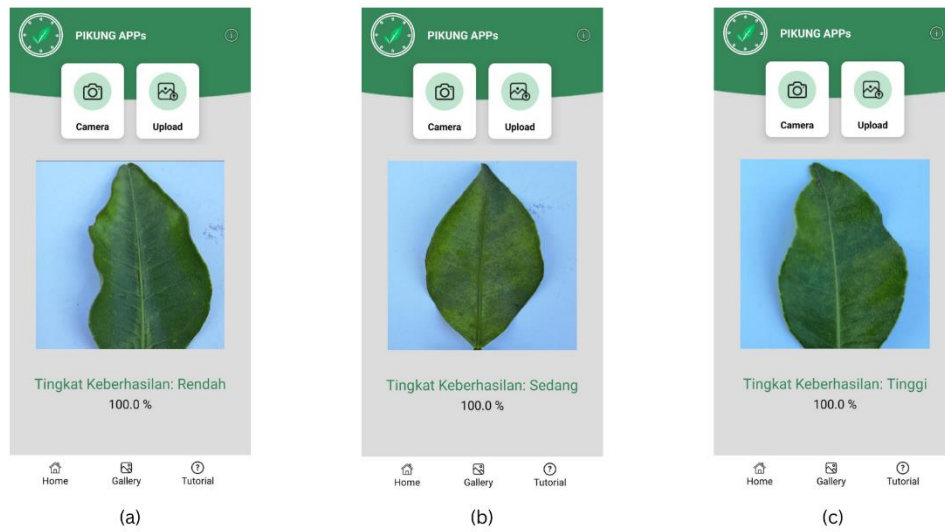 PIKUNG APPs
Camera
Upload
Tingkat Keberhasilan: Rendah
100.0 %
Home
Gallery
Tutorial
(a)
PIKUNG APPs
Camera
Upload
Tingkat Keberhasilan: Sedang
100.0 %
Home
Gallery
Tutorial
(b)
PIKUNG APPs
Camera
Upload
Tingkat Keberhasilan: Tinggi
100.0 %
Home
Gallery
Tutorial
(c)